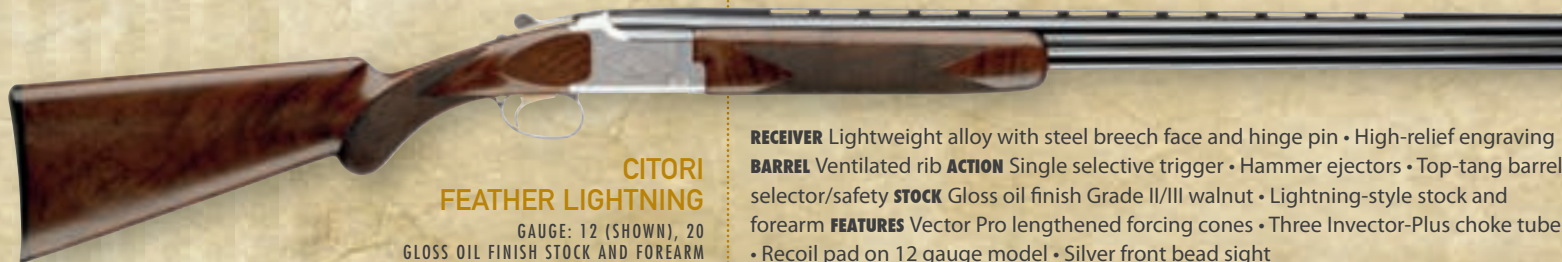 CITORI
FEATHER LIGHTNING
GAUGE: 12 (SHOWN), 20
GLOSS OIL FINISH STOCK AND FOREARM
RECEIVER Lightweight alloy with steel breech face and hinge pin • High-relief engraving
BARREL Ventilated rib ACTION Single selective trigger • Hammer ejectors • Top-tang barrel
selector/safety STOCK Gloss oil finish Grade II/III walnut • Lightning-style stock and
forearm FEATURES Vector Pro lengthened forcing cones • Three Invector-Plus choke tube
• Recoil pad on 12 gauge model • Silver front bead sight